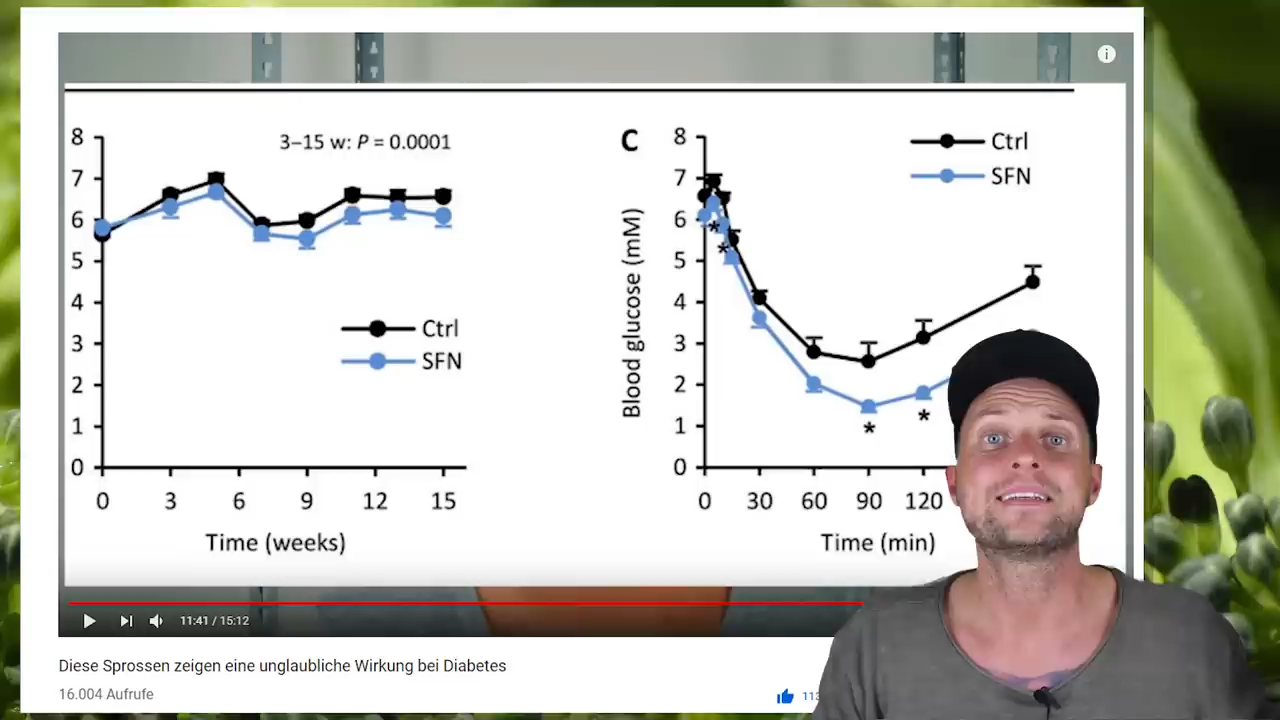 8
7
6
5
4
3
2
1
0
3–15 w: P = 0.0001
Ctrl
SFN
0 3 6 9 12 15
Time (weeks)
C
Blood glucose (mM)
8
7
6
5
4
3
2
1
0
Ctrl
SFN
*
*
*
*
0 30 60 90 120
Time (min)
11:41 / 15:12
Diese Sprossen zeigen eine unglaubliche Wirkung bei Diabetes
16.004 Aufrufe